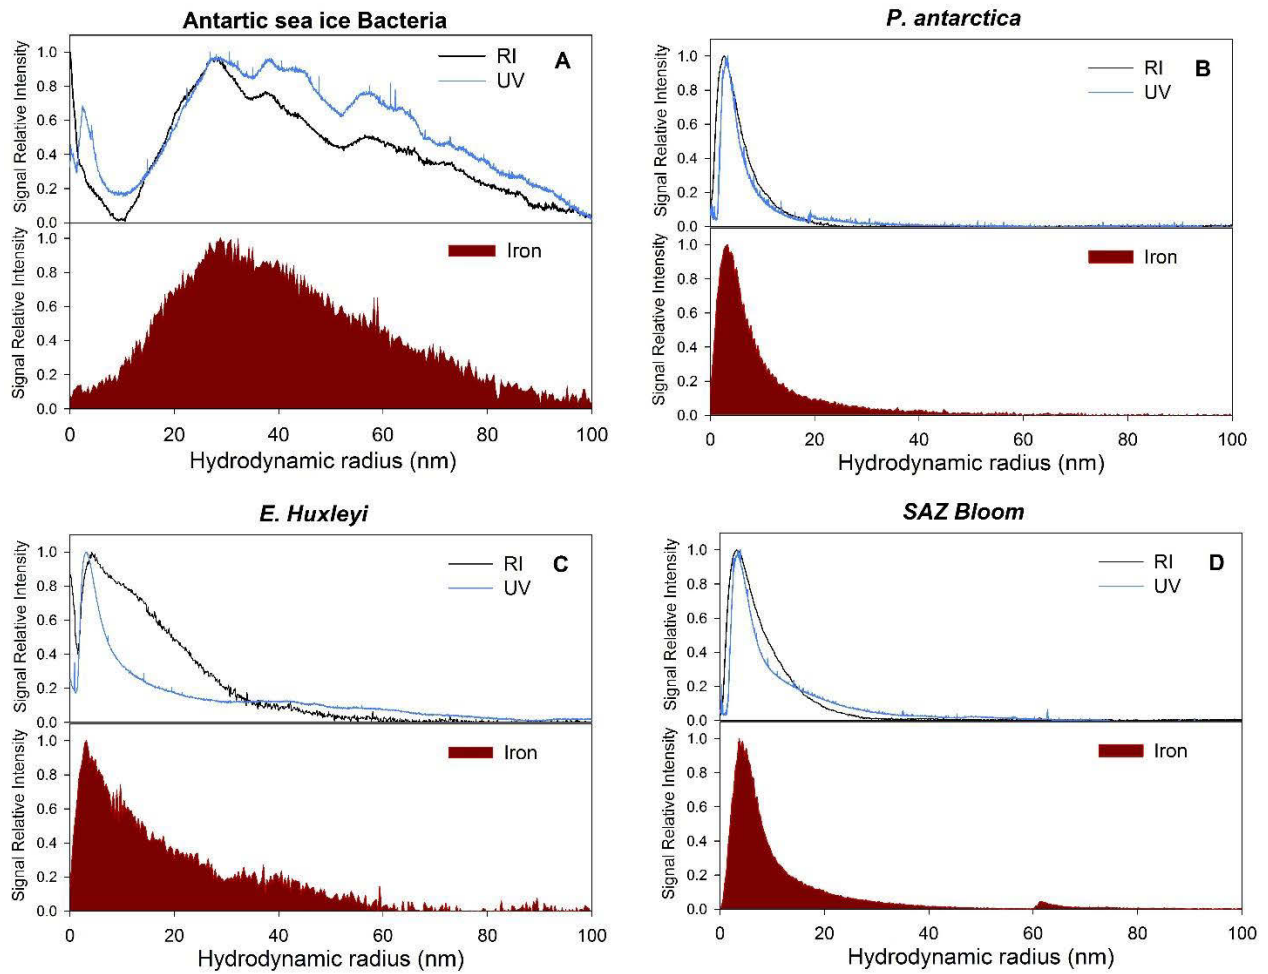 Antartic sea ice Bacteria
Signal Relative Intensity
1.0
0.8
0.6
0.4
0.2
0.0
RI
UV
A
Signal Relative Intensity
1.0
0.8
0.6
0.4
0.2
0.0
Iron
0 20 40 60 80 100
Hydrodynamic radius (nm)
P. antarctica
Signal Relative Intensity
1.0
0.8
0.6
0.4
0.2
0.0
RI
UV
B
Signal Relative Intensity
1.0
0.8
0.6
0.4
0.2
0.0
Iron
0 20 40 60 80 100
Hydrodynamic radius (nm)
E. Huxleyi
Signal Relative Intensity
1.0
0.8
0.6
0.4
0.2
0.0
RI
UV
C
Signal Relative Intensity
1.0
0.8
0.6
0.4
0.2
0.0
Iron
0 20 40 60 80 100
Hydrodynamic radius (nm)
SAZ Bloom
Signal Relative Intensity
1.0
0.8
0.6
0.4
0.2
0.0
RI
UV
D
Signal Relative Intensity
1.0
0.8
0.6
0.4
0.2
0.0
Iron
0 20 40 60 80 100
Hydrodynamic radius (nm)